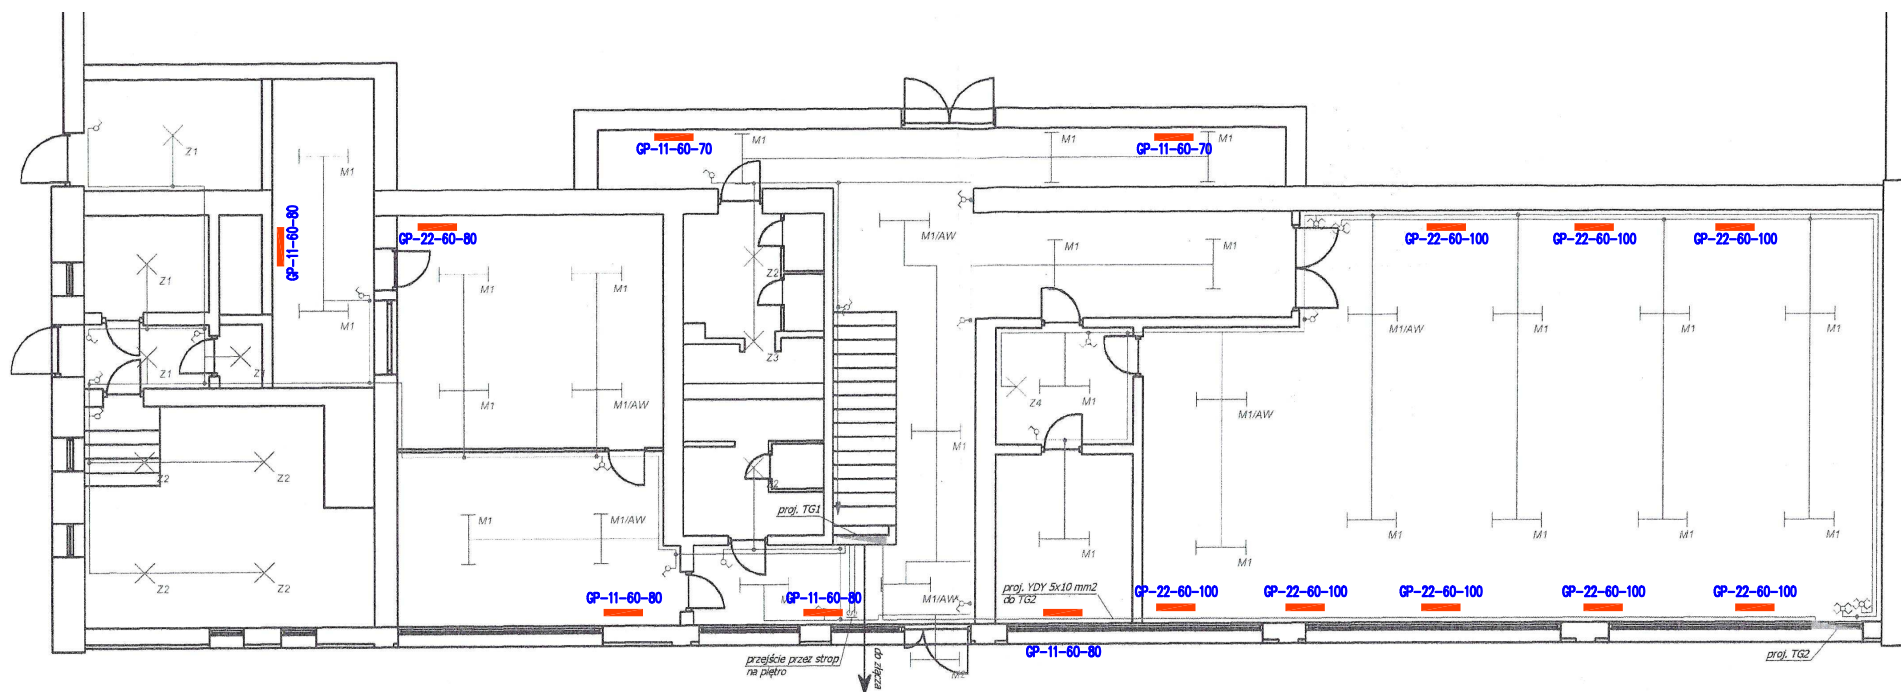 M1
M1
M1
GP-11-60-70
GP-11-60-70
Z1
M1
GP-11-60-80
GP-22-60-80
M1/AW
M1
M1
GP-22-60-100
GP-22-60-100
GP-22-60-100
Z1
M1
M1
Z2
M1
M1/AW
M1
M1
M1
Z1
Z3
M1
M1/AW
Z4
M1
M1/AW
M1
Z2
Z2
proj. TG1
M1
M1/AW
M1
M1
M1
M1
M1
M1
Z2
Z2
M1/AW
proj. YDY 5x10 mm2
do TG2
GP-11-60-80
GP-11-60-80
GP-22-60-100
GP-22-60-100
GP-22-60-100
GP-22-60-100
GP-22-60-100
GP-11-60-80
przejście przez strop
na piętro
do złącza
M2
proj. TG2